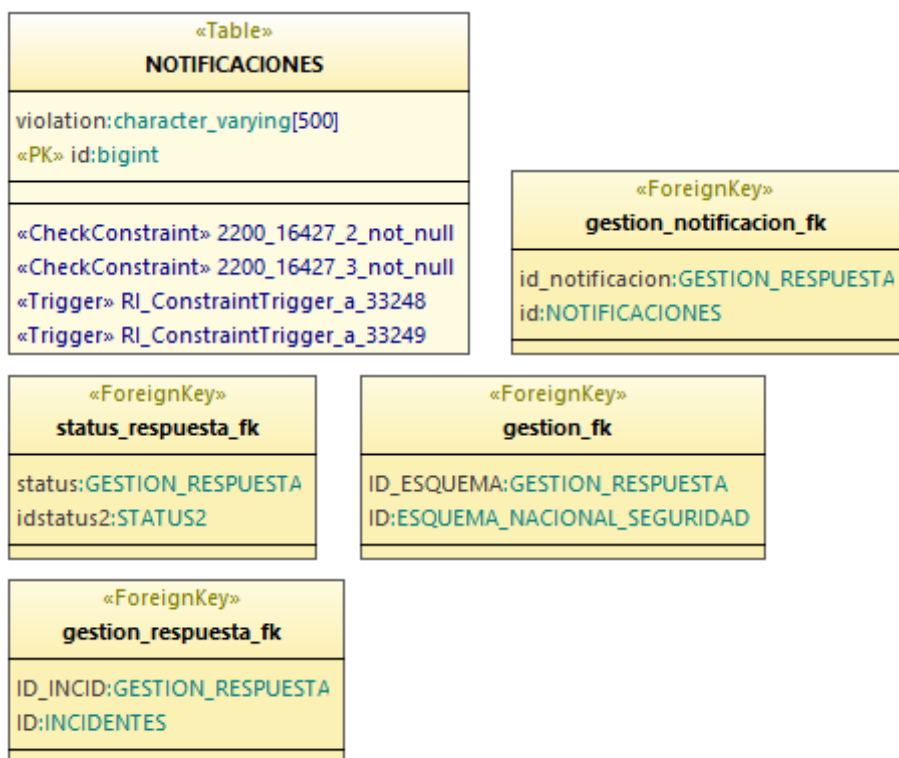 «Table»
NOTIFICACIONES
violation:character_varying[500]
«PK» id:bigint
«CheckConstraint» 2200_16427_2_not_null
«CheckConstraint» 2200_16427_3_not_null
«Trigger» RI_ConstraintTrigger_a_33248
«Trigger» RI_ConstraintTrigger_a_33249
«ForeignKey»
gestion_notificacion_fk
id_notificacion:GESTION_RESPUESTA
id:NOTIFICACIONES
«ForeignKey»
status_respuesta_fk
status:GESTION_RESPUESTA
idstatus2:STATUS2
«ForeignKey»
gestion_fk
ID_ESQUEMA:GESTION_RESPUESTA
ID:ESQUEMA_NACIONAL_SEGURIDAD
«ForeignKey»
gestion_respuesta_fk
ID_INCID:GESTION_RESPUESTA
ID:INCIDENTES